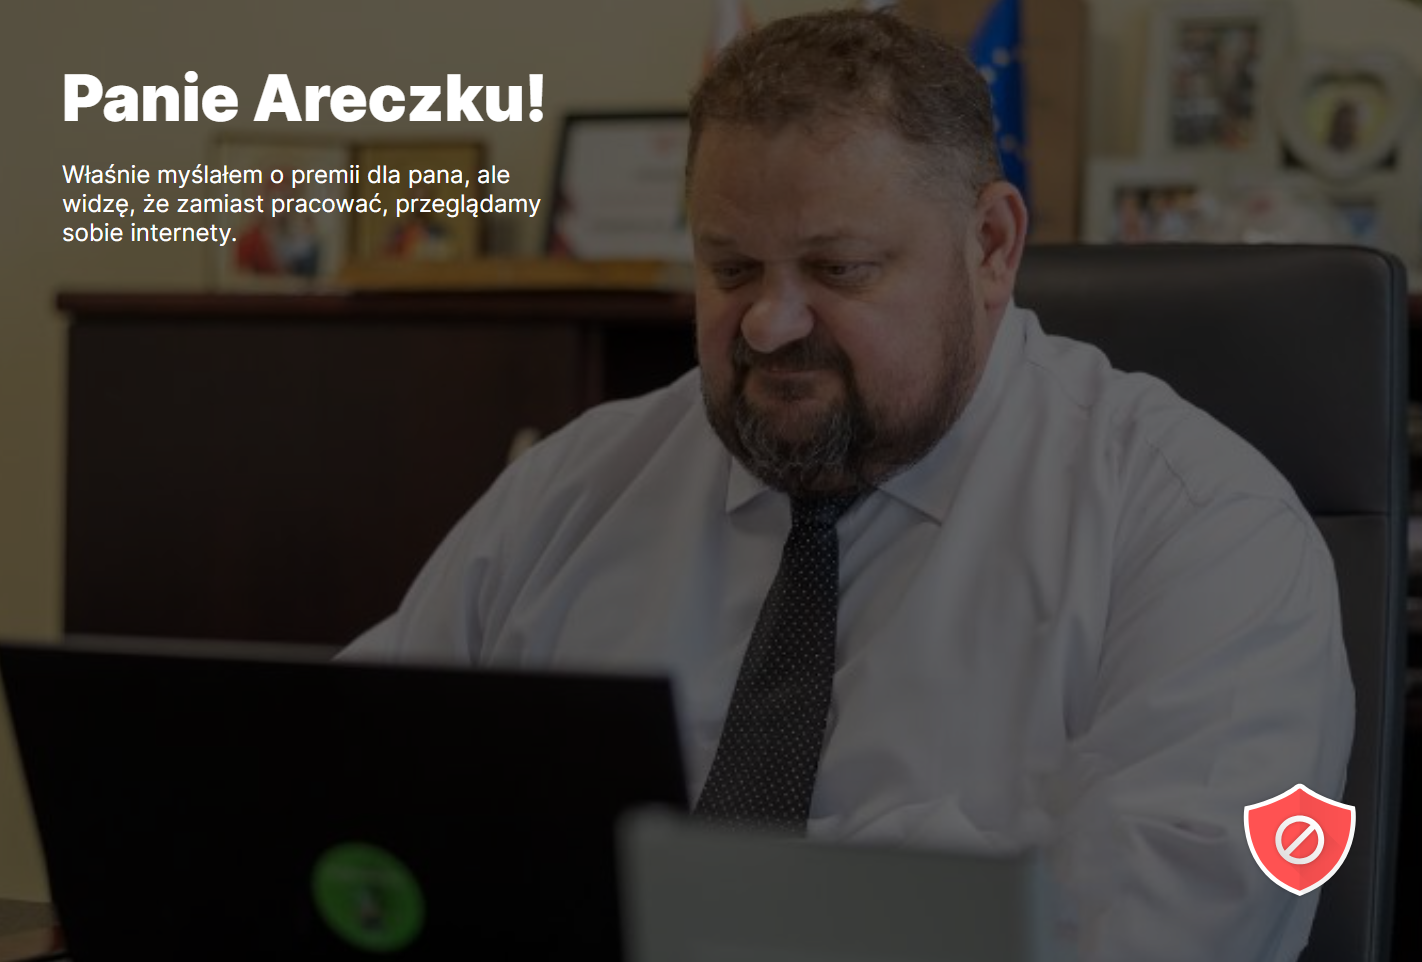 Panie Areczku!
Właśnie myślałem o premii dla pana, ale
widzę, że zamiast pracować, przeglądamy
sobie internety.